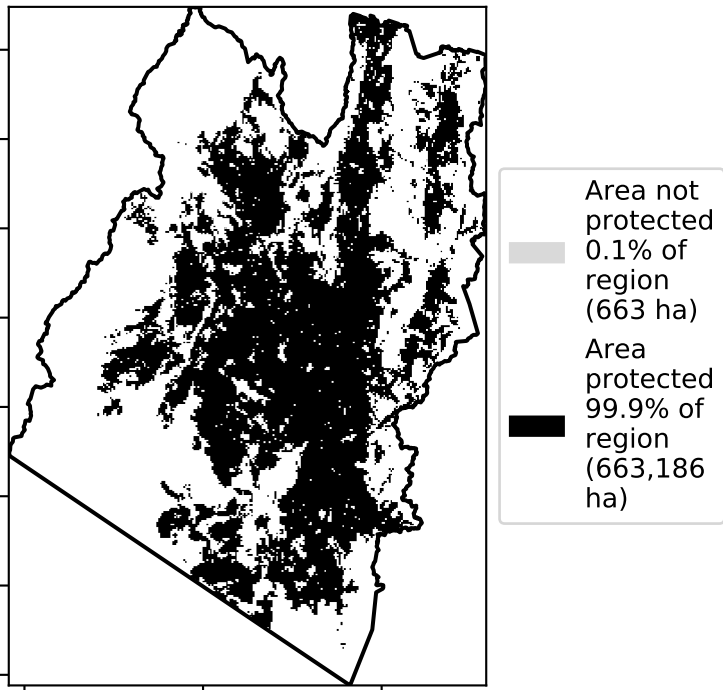 Area not
protected
0.1% of
region
(663 ha)
Area
protected
99.9% of
region
(663,186
ha)